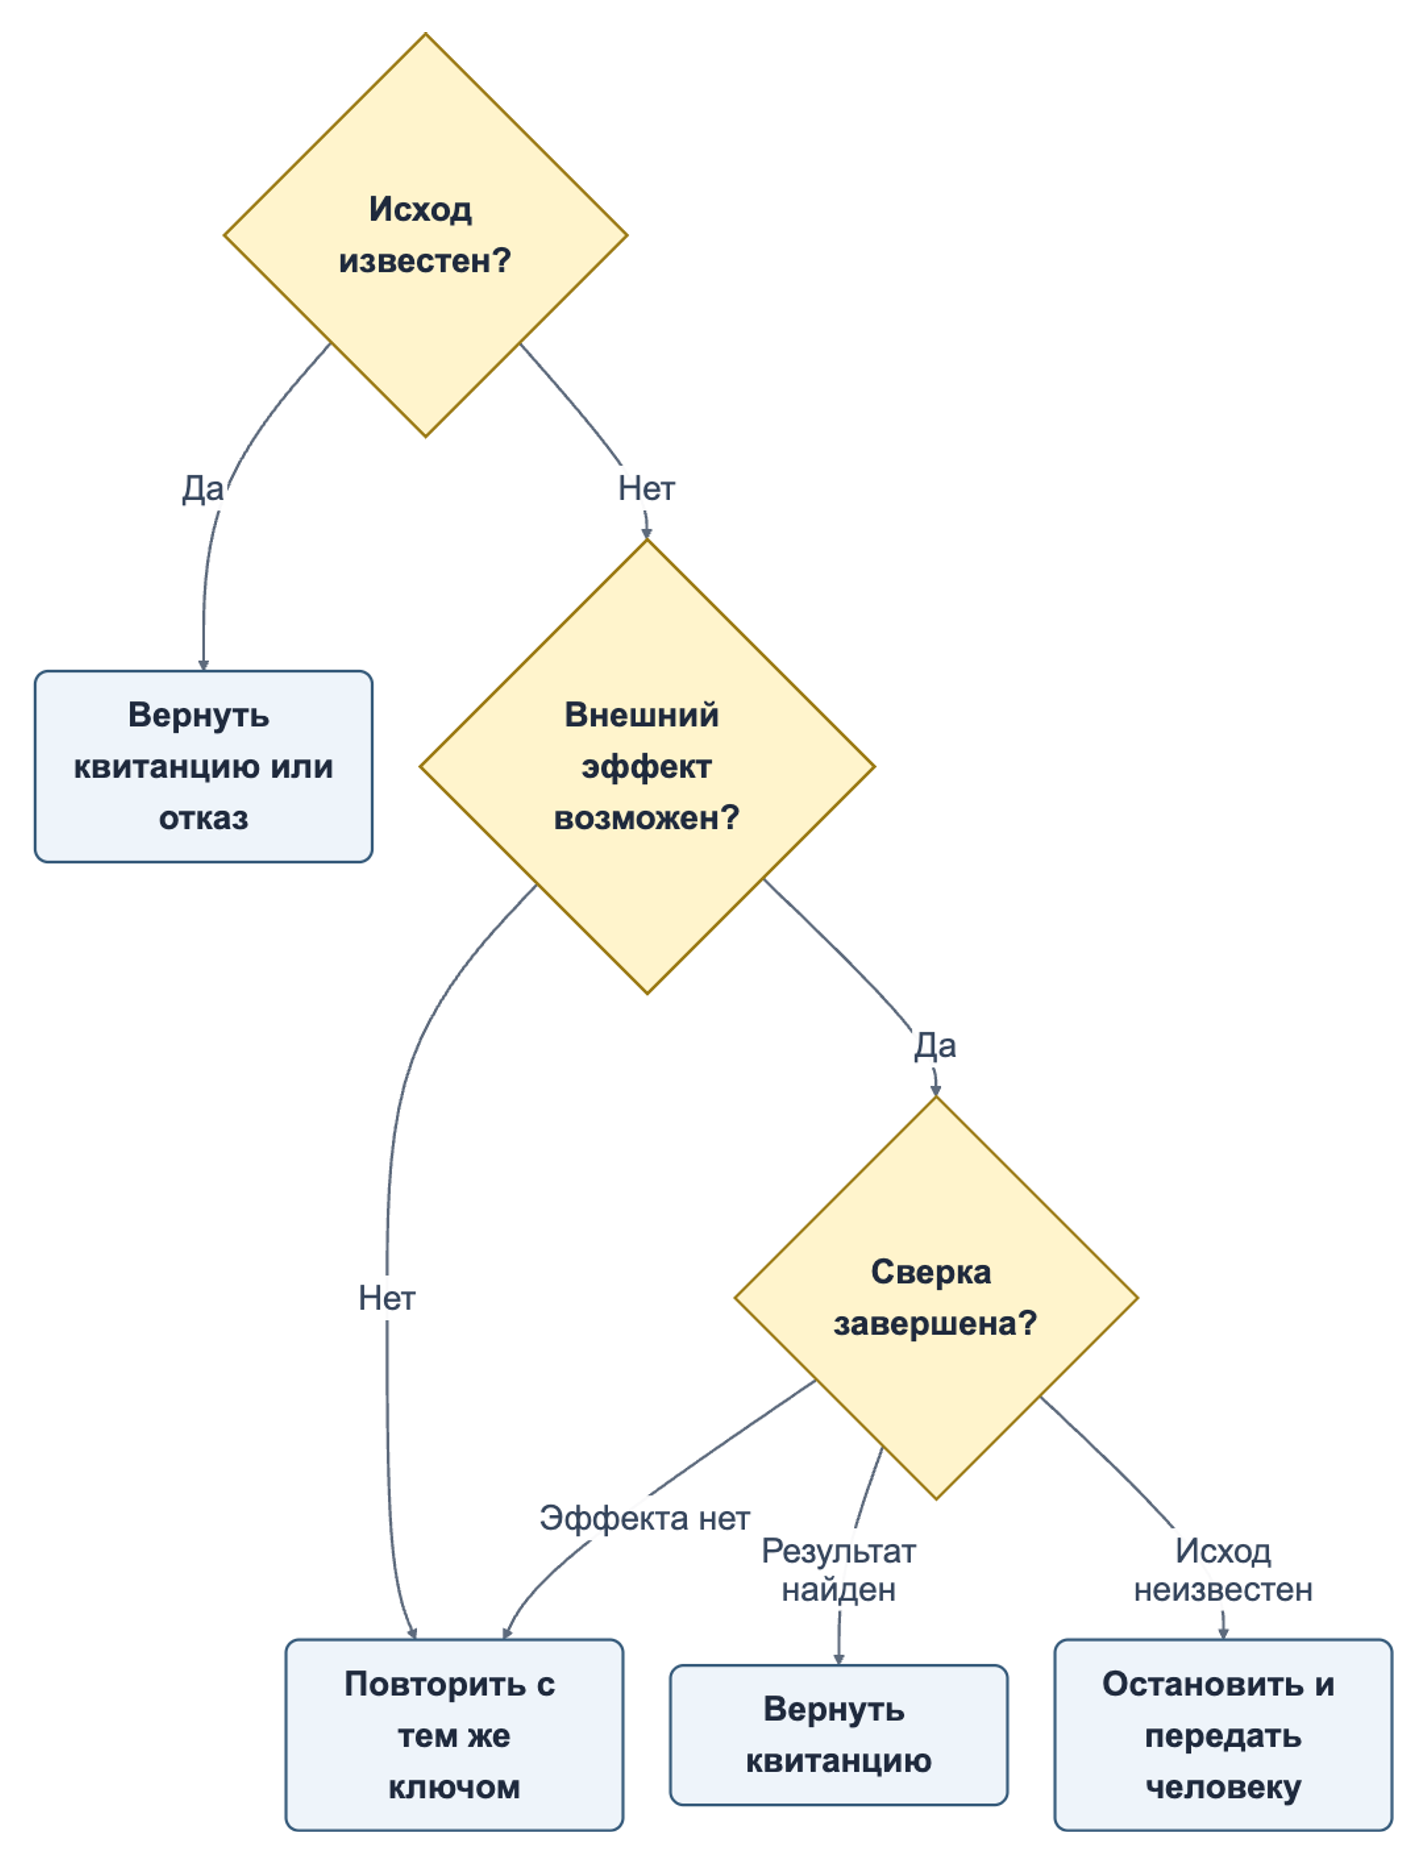 Исход
известен?
Да
Нет
Вернуть
квитанцию или
отказ
Внешний
эффект
возможен?
Да
Нет
Сверка
завершена?
Эффекта нет
Результат
найден
Исход
неизвестен
Повторить с
тем же
ключом
Вернуть
квитанцию
Остановить и
передать
человеку